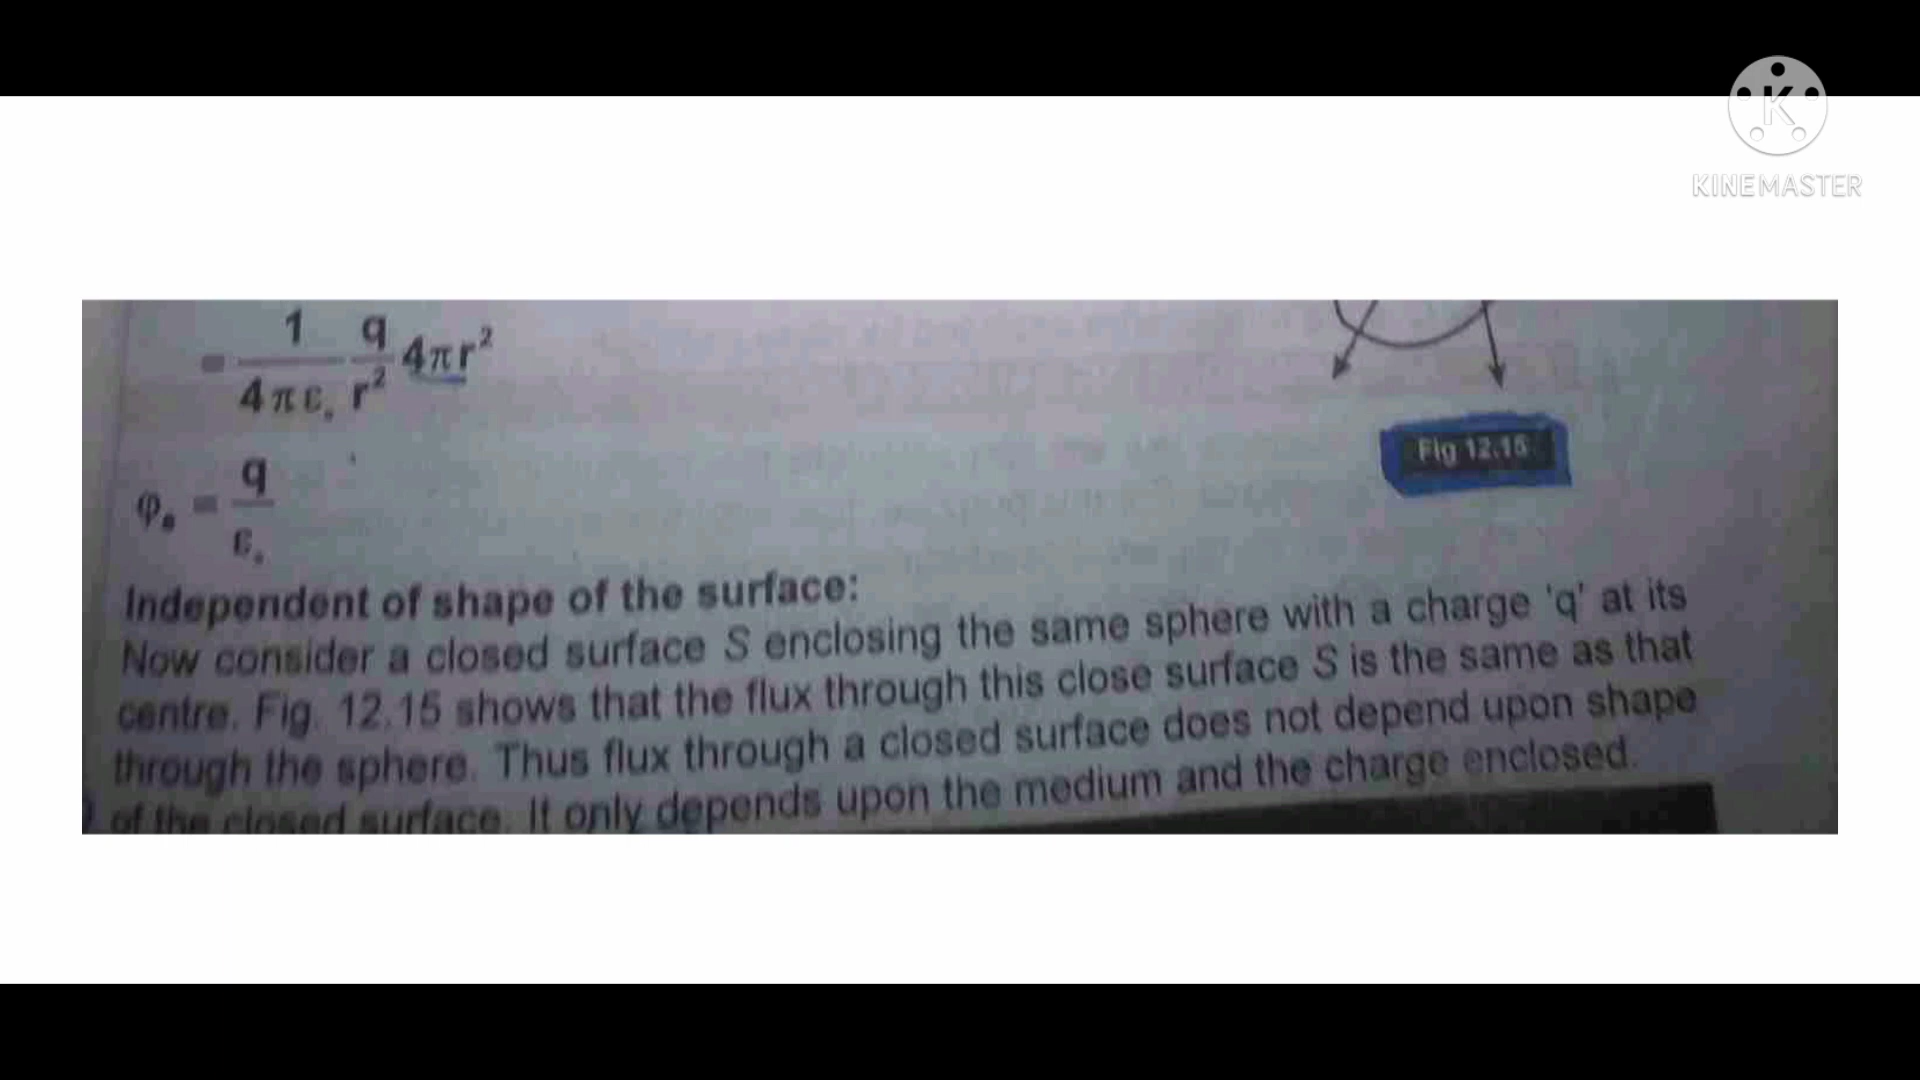 K
KINEMASTER
= 1/4πε₀ q/r² 4πr²
Fig 12.15
φₑ = q/ε₀
Independent of shape of the surface:
Now consider a closed surface S enclosing the same sphere with a charge 'q' at its
centre. Fig. 12.15 shows that the flux through this close surface S is the same as that
through the sphere. Thus flux through a closed surface does not depend upon shape
of the closed surface. It only depends upon the medium and the charge enclosed.